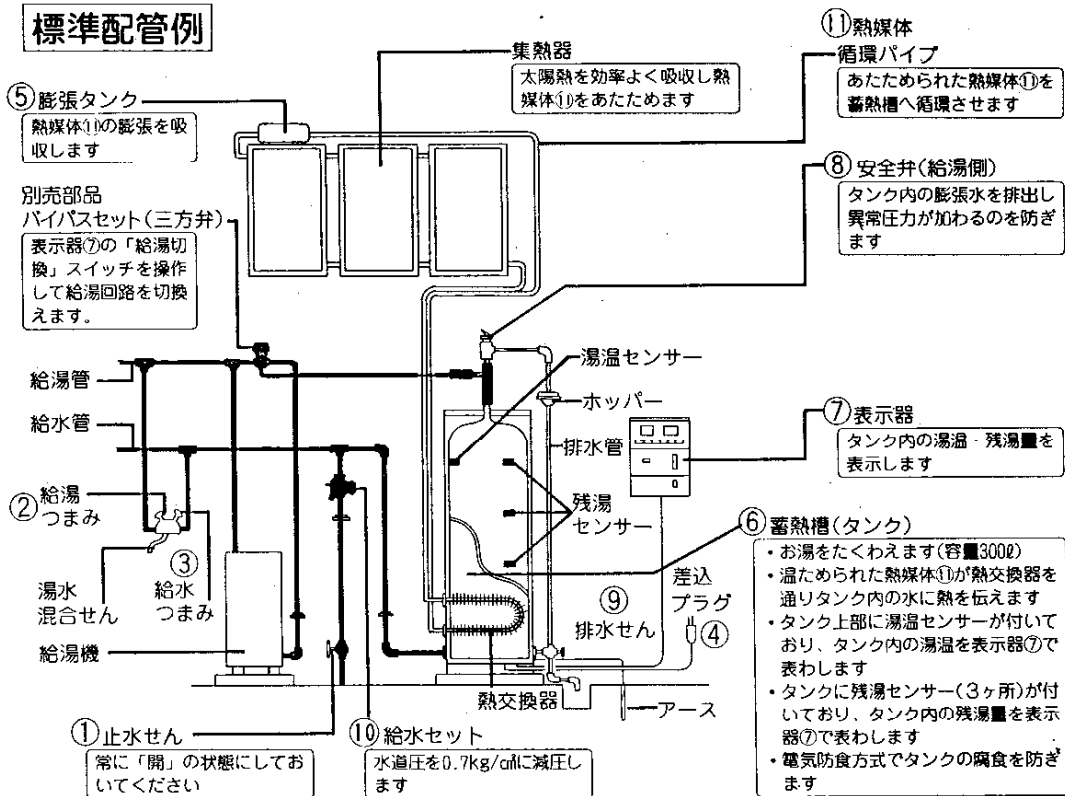 標準配管例
集熱器
太陽熱を効率よく吸収し熱
媒体⑪をあたためます
⑪熱媒体
循環パイプ
あたためられた熱媒体⑪を
蓄熱槽へ循環させます
⑤膨張タンク
熱媒体⑪の膨張を吸
収します
⑧安全弁(給湯側)
タンク内の膨張水を排出し
異常圧力が加わるのを防ぎ
ます
別売部品
バイパスセット(三方弁)
表示器⑦の「給湯切
換」スイッチを操作
して給湯回路を切換
えます。
給湯管
給水管
湯温センサー
ホッパー
排水管
⑦表示器
タンク内の湯温・残湯量を
表示します
②給湯
つまみ
③
給水
つまみ
湯水
混合せん
給湯機
残湯
センサー
⑨
排水せん
差込
プラグ
④
⑥蓄熱槽(タンク)
・お湯をたくわえます(容量300ℓ)
・温ためられた熱媒体⑪が熱交換器を
通りタンク内の水に熱を伝えます
・タンク上部に湯温センサーが付いて
おり、タンク内の湯温を表示器⑦で
表わします
・タンクに残湯センサー(3ヶ所)が付
いており、タンク内の残湯量を表示
器⑦で表わします
・電気防食方式でタンクの腐食を防ぎ
ます
熱交換器
アース
①止水せん
常に「開」の状態にしてお
いてください
⑩給水セット
水道圧を0.7kg/c㎡に減圧し
ます